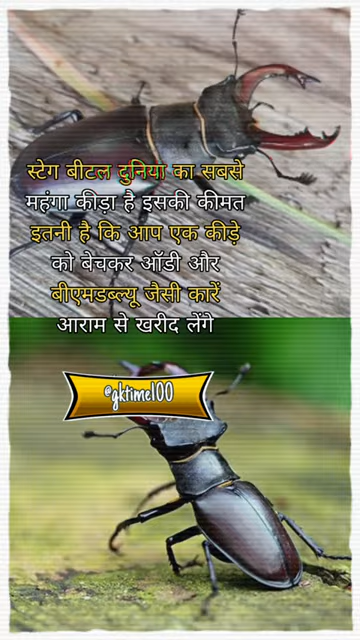 स्टेग बीटल दुनिया का सबसे
महंगा कीड़ा है इसकी कीमत
इतनी है कि आप एक कीड़े
को बेचकर ऑडी और
बीएमडब्ल्यू जैसी कारें
आराम से खरीद लेंगे
@gktime100